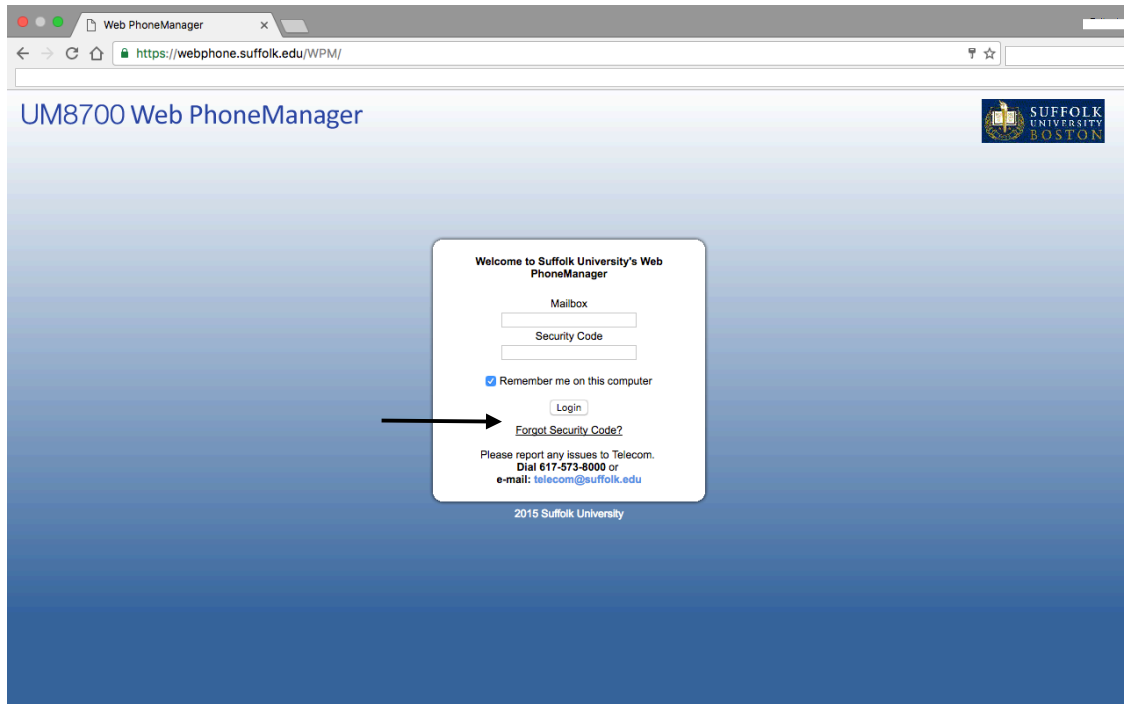 Web PhoneManager
https://webphone.suffolk.edu/WPM/
UM8700 Web PhoneManager
SUFFOLK
UNIVERSITY
BOSTON
Welcome to Suffolk University's Web
PhoneManager
Mailbox
Security Code
Remember me on this computer
Login
Forgot Security Code?
Please report any issues to Telecom.
Dial 617-573-8000 or
e-mail: telecom@suffolk.edu
2015 Suffolk University